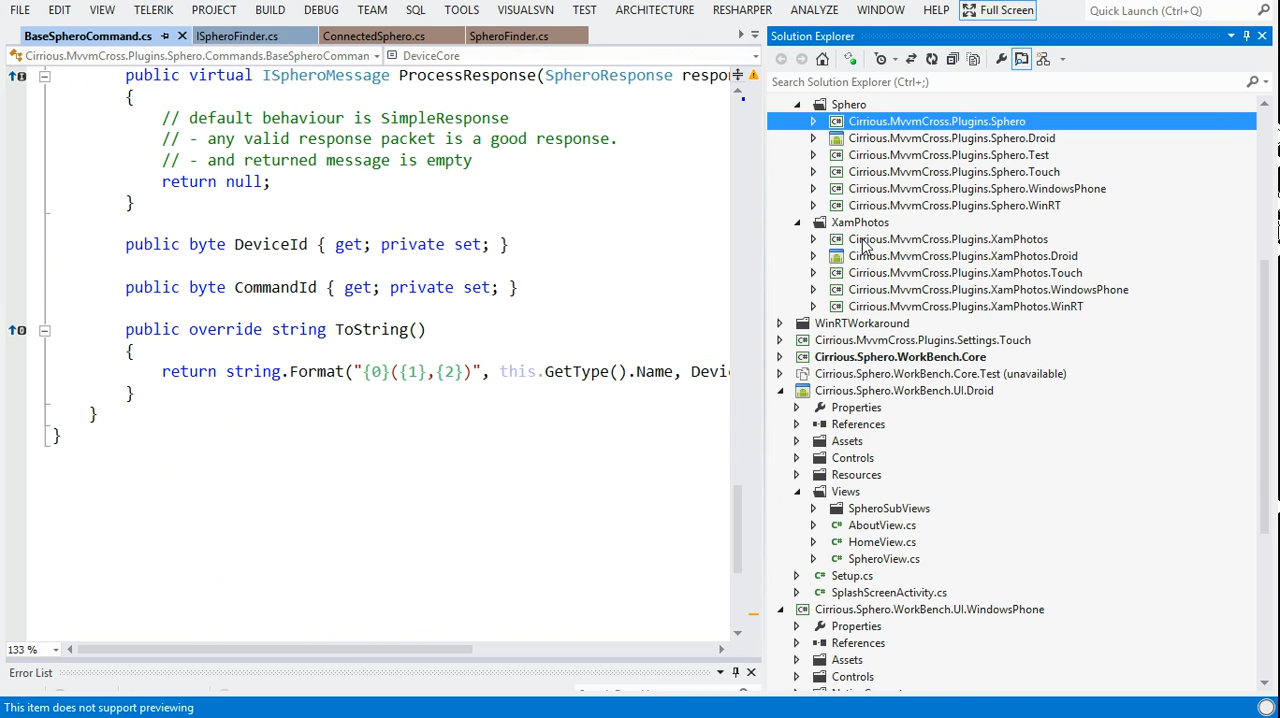 FILE EDIT VIEW TELERIK PROJECT BUILD DEBUG TEAM SQL TOOLS VISUALSVN TEST ARCHITECTURE RESHARPER ANALYZE WINDOW HELP Full Screen Quick Launch (Ctrl+;)
BaseSpheroCommand.cs ISpheroFinder.cs ConnectedSphero.cs SpheroFinder.cs
Cirrious.MvvmCross.Plugins.Sphero.Commands.BaseSpheroComman DeviceCore
public virtual ISpheroMessage ProcessResponse(SpheroResponse respon
{
// default behaviour is SimpleResponse
// - any valid response packet is a good response.
// - and returned message is empty
return null;
}
public byte DeviceId { get; private set; }
public byte CommandId { get; private set; }
public override string ToString()
{
return string.Format("{0}({1},{2})", this.GetType().Name, Devi
}
}
}
133 %
Error List
This item does not support previewing
Solution Explorer
Search Solution Explorer (Ctrl+;)
Sphero
Cirrious.MvvmCross.Plugins.Sphero
Cirrious.MvvmCross.Plugins.Sphero.Droid
Cirrious.MvvmCross.Plugins.Sphero.Test
Cirrious.MvvmCross.Plugins.Sphero.Touch
Cirrious.MvvmCross.Plugins.Sphero.WindowsPhone
Cirrious.MvvmCross.Plugins.Sphero.WinRT
XamPhotos
Cirrious.MvvmCross.Plugins.XamPhotos
Cirrious.MvvmCross.Plugins.XamPhotos.Droid
Cirrious.MvvmCross.Plugins.XamPhotos.Touch
Cirrious.MvvmCross.Plugins.XamPhotos.WindowsPhone
Cirrious.MvvmCross.Plugins.XamPhotos.WinRT
WinRTWorkaround
Cirrious.MvvmCross.Plugins.Settings.Touch
Cirrious.Sphero.WorkBench.Core
Cirrious.Sphero.WorkBench.Core.Test (unavailable)
Cirrious.Sphero.WorkBench.UI.Droid
Properties
References
Assets
Controls
Resources
Views
SpheroSubViews
AboutView.cs
HomeView.cs
SpheroView.cs
Setup.cs
SplashScreenActivity.cs
Cirrious.Sphero.WorkBench.UI.WindowsPhone
Properties
References
Assets
Controls